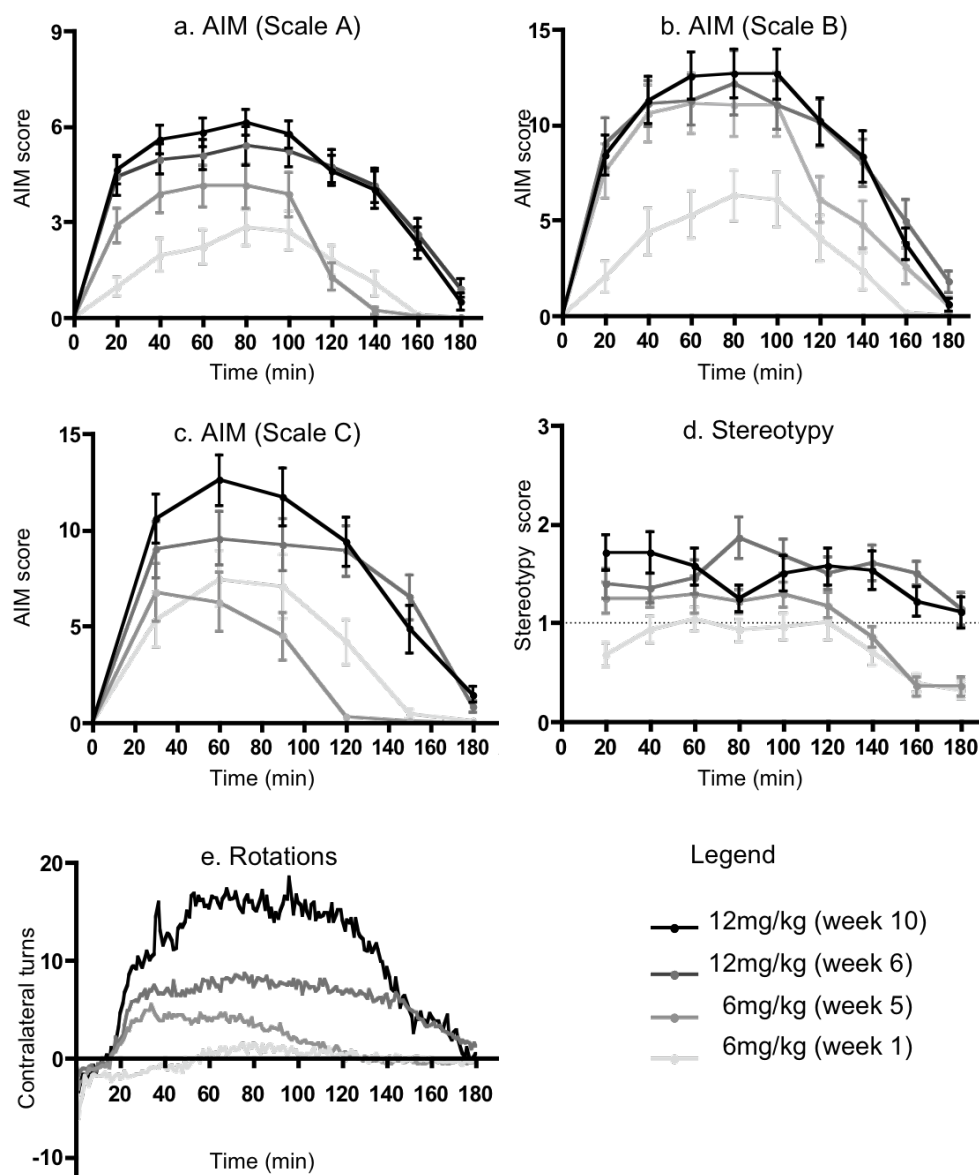 a. AIM (Scale A)
9
6
3
0
AIM score
0 20 40 60 80 100 120 140 160 180
Time (min)
b. AIM (Scale B)
15
10
5
0
AIM score
0 20 40 60 80 100 120 140 160 180
Time (min)
c. AIM (Scale C)
15
10
5
0
AIM score
0 20 40 60 80 100 120 140 160 180
Time (min)
d. Stereotypy
3
2
1
0
Stereotypy score
0 20 40 60 80 100 120 140 160 180
Time (min)
e. Rotations
20
10
0
-10
Contralateral turns
20 40 60 80 100 120 140 160 180
Time (min)
Legend
12mg/kg (week 10)
12mg/kg (week 6)
6mg/kg (week 5)
6mg/kg (week 1)